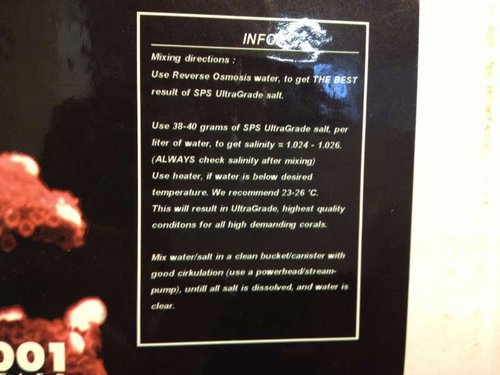 Mixing directions :
Use Reverse Osmosis water, to get THE BEST
result of SPS UltraGrade salt.
Use 38-40 grams of SPS UltraGrade salt, per
liter of water, to get salinity = 1.024 - 1.026.
(ALWAYS check salinity after mixing)
Use heater, if water is below desired
temperature. We recommend 23-26 °C.
This will result in UltraGrade, highest quality
conditons for all high demanding corals.
Mix water/salt in a clean bucket/canister with
good cirkulation (use a powerhead/stream-
pump), untill all salt is dissolved, and water is
clear.
001